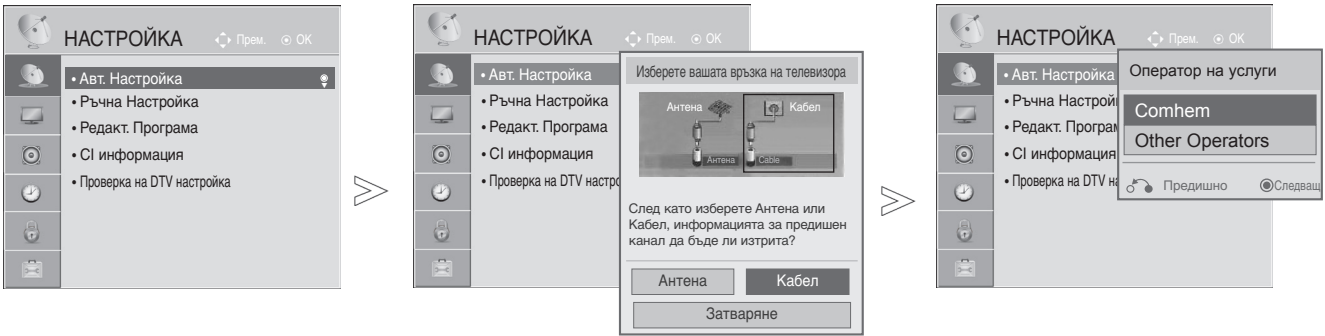 НАСТРОЙКА
Прем. OK
• Авт. Настройка
• Ръчна Настройка
• Редакт. Програма
• CI информация
• Проверка на DTV настройка
НАСТРОЙКА
Прем. OK
• Авт. Настройка
• Ръчна Настройка
• Редакт. Програма
• CI информация
• Проверка на DTV настро
Изберете вашата връзка на телевизора
Антена Кабел
Антена Cable
След като изберете Антена или
Кабел, информацията за предишен
канал да бъде ли изтрита?
Антена Кабел
Затваряне
НАСТРОЙКА
Прем. OK
• Авт. Настройка
• Ръчна Настрой
• Редакт. Програм
• CI информация
• Проверка на DTV на
Оператор на услуги
Comhem
Other Operators
Предишно Следващ